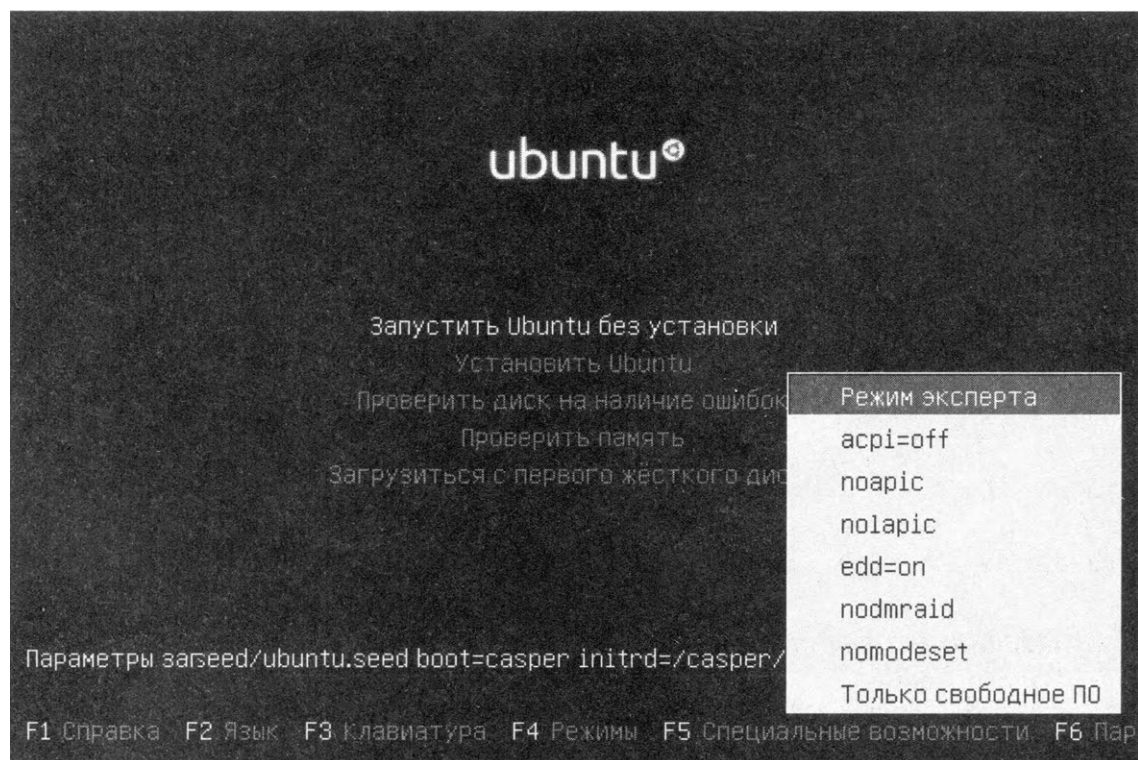 ubuntu
Запустить Ubuntu без установки
Установить Ubuntu
Проверить диск на наличие ошибок
Проверить память
Загрузиться с первого жёсткого дис
Режим эксперта
acpi=off
noapic
nolapic
edd=on
nodmraid
nomodeset
Только свободное ПО
Параметры загseed/ubuntu.seed boot=casper initrd=/casper/
F1 Справка F2 Язык F3 Клавиатура F4 Режимы F5 Специальные возможности F6 Пар